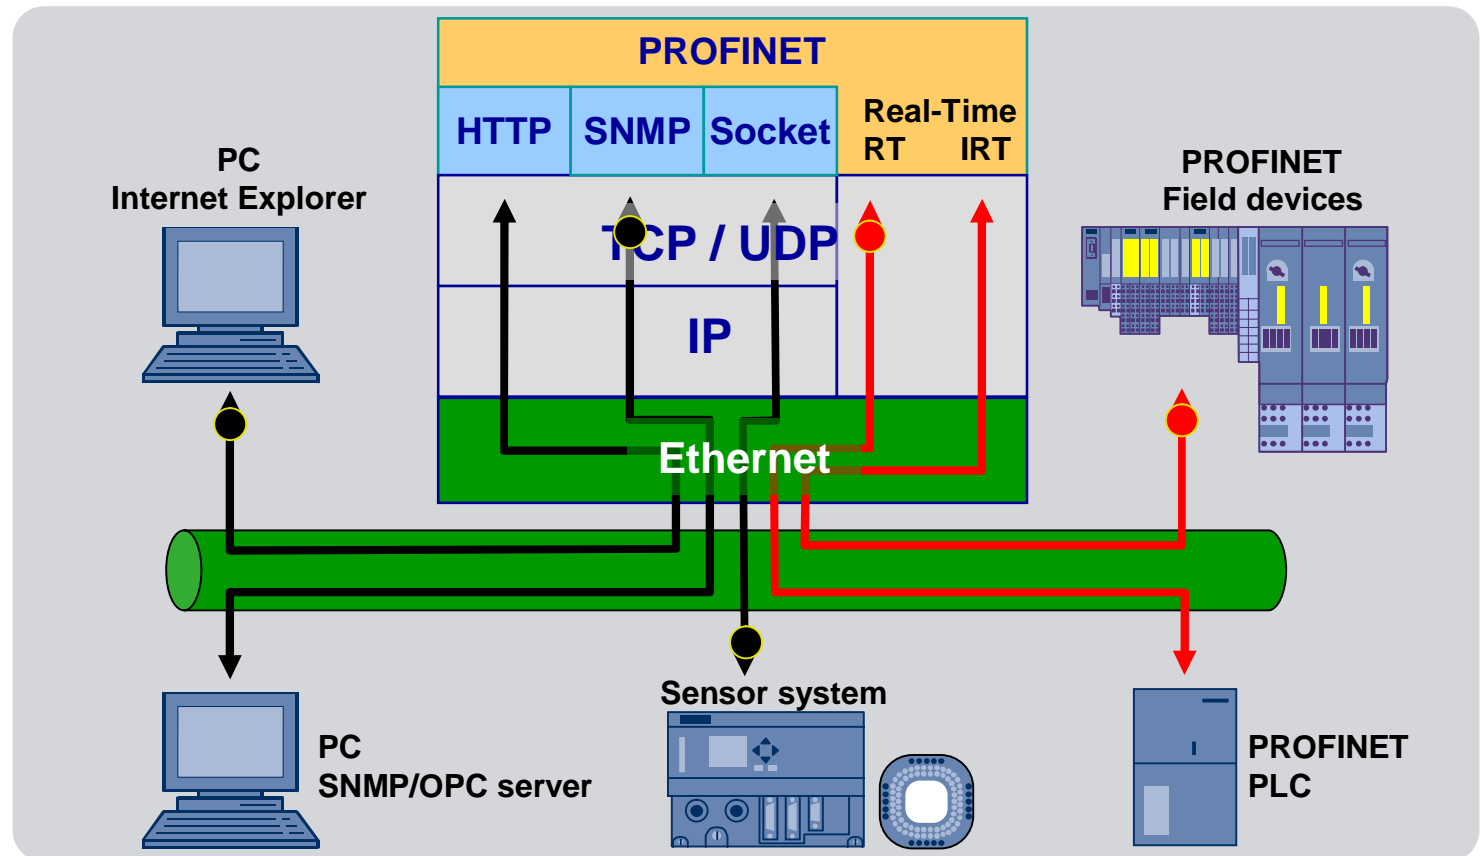 PROFINET
HTTP
SNMP
Socket
Real-Time
RT IRT
PC
Internet Explorer
PROFINET
Field devices
TCP / UDP
IP
Ethernet
Sensor system
PC
SNMP/OPC server
PROFINET
PLC